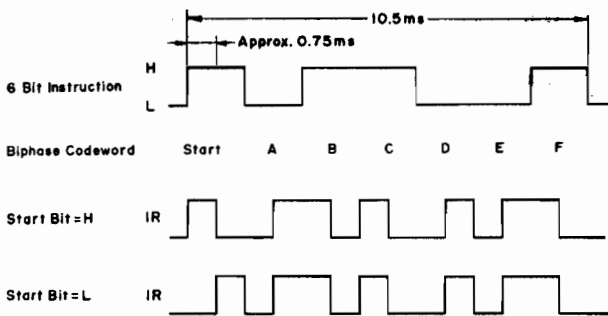 10.5ms
Approx. 0.75ms
H
6 Bit Instruction
L
Biphase Codeword Start A B C D E F
Start Bit = H IR
Start Bit = L IR